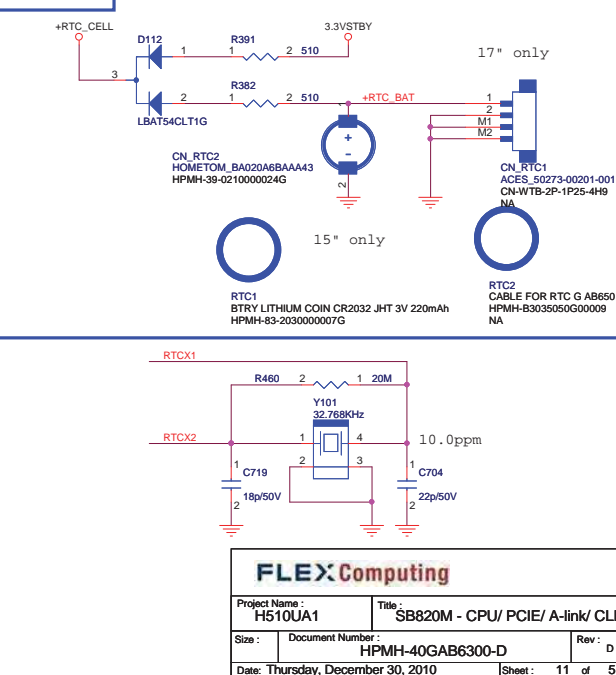 +RTC_CELL
3.3VSTBY
D112
R391
1
1
2
510
17" only
3
R382
2
1
2
510
+RTC_BAT
1
2
M1
M2
LBAT54CLT1G
+
-
2
CN_RTC2
HOMETOM_BA020A6BAAA43
HPMH-39-0210000024G
CN_RTC1
ACES_50273-00201-001
CN-WTB-2P-1P25-4H9
NA
15" only
RTC1
BTRY LITHIUM COIN CR2032 JHT 3V 220mAh
HPMH-83-2030000007G
RTC2
CABLE FOR RTC G AB650
HPMH-B3035050G00009
NA
RTCX1
R460
2
1
20M
Y101
32.768KHz
RTCX2
1
4
10.0ppm
2
3
1
C719
18p/50V
2
1
C704
22p/50V
2
FLEX Computing
Project Name :
H510UA1
Title :
SB820M - CPU/ PCIE/ A-link/ CL
Size :
Document Number :
HPMH-40GAB6300-D
Rev :
D
Date: Thursday, December 30, 2010
Sheet : 11 of 5